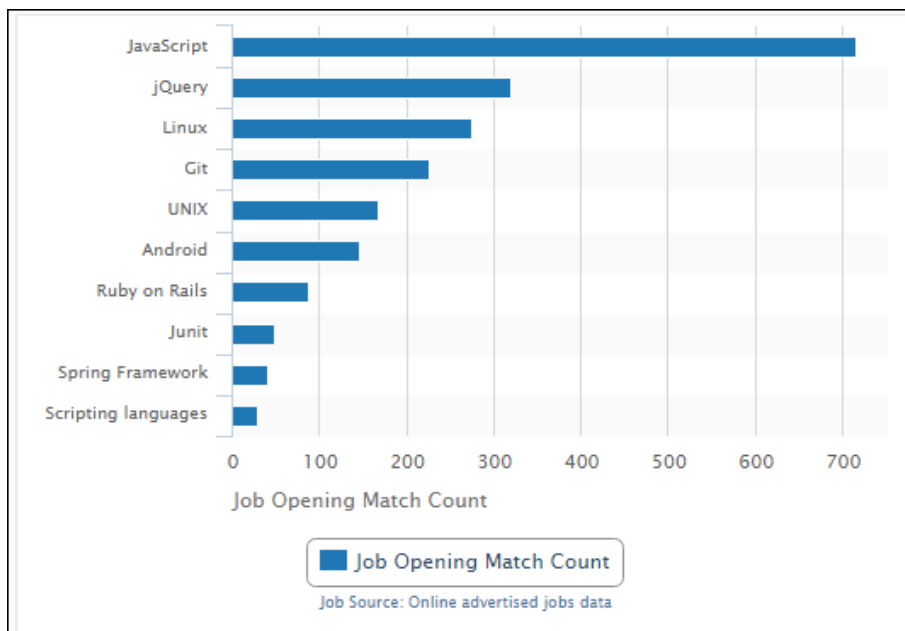 JavaScript
jQuery
Linux
Git
UNIX
Android
Ruby on Rails
Junit
Spring Framework
Scripting languages
0 100 200 300 400 500 600 700
Job Opening Match Count
Job Opening Match Count
Job Source: Online advertised jobs data